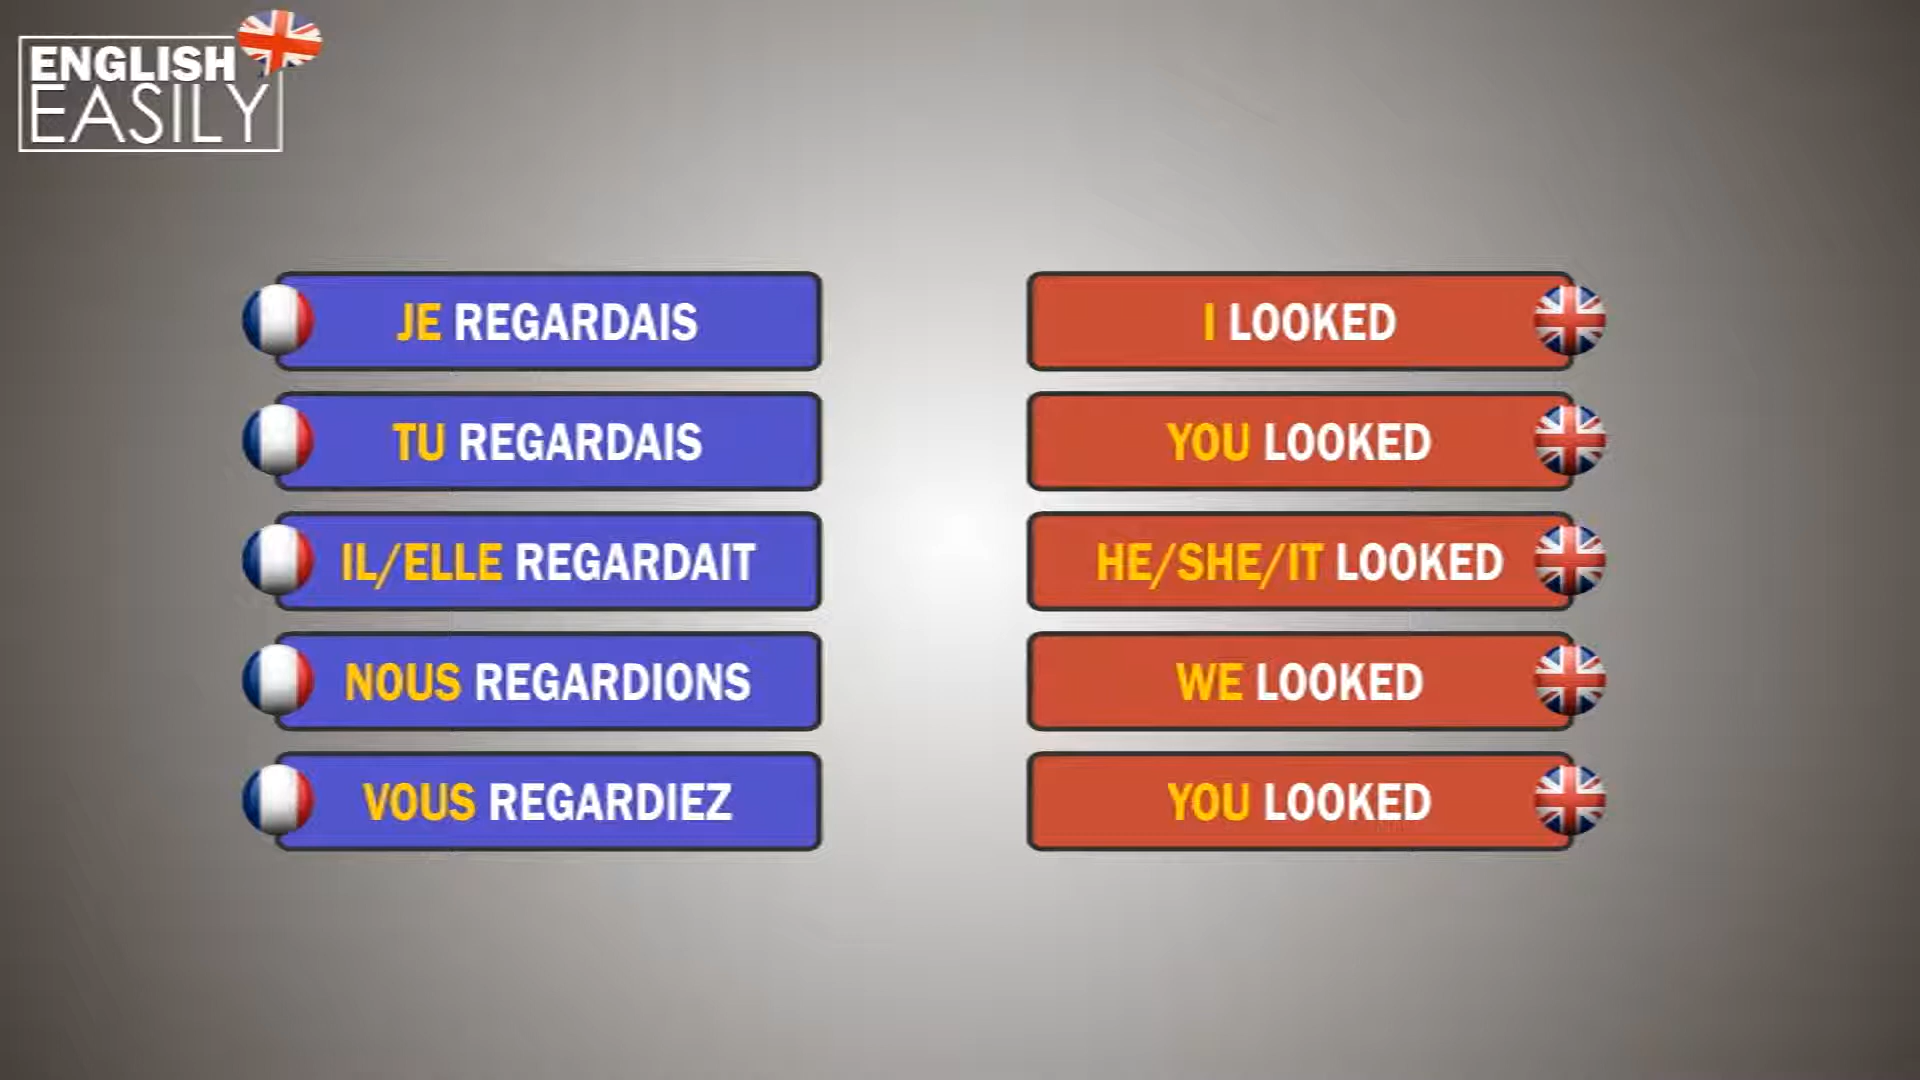 ENGLISH
EASILY
JE REGARDAIS
I LOOKED
TU REGARDAIS
YOU LOOKED
IL/ELLE REGARDAIT
HE/SHE/IT LOOKED
NOUS REGARDIONS
WE LOOKED
VOUS REGARDIEZ
YOU LOOKED